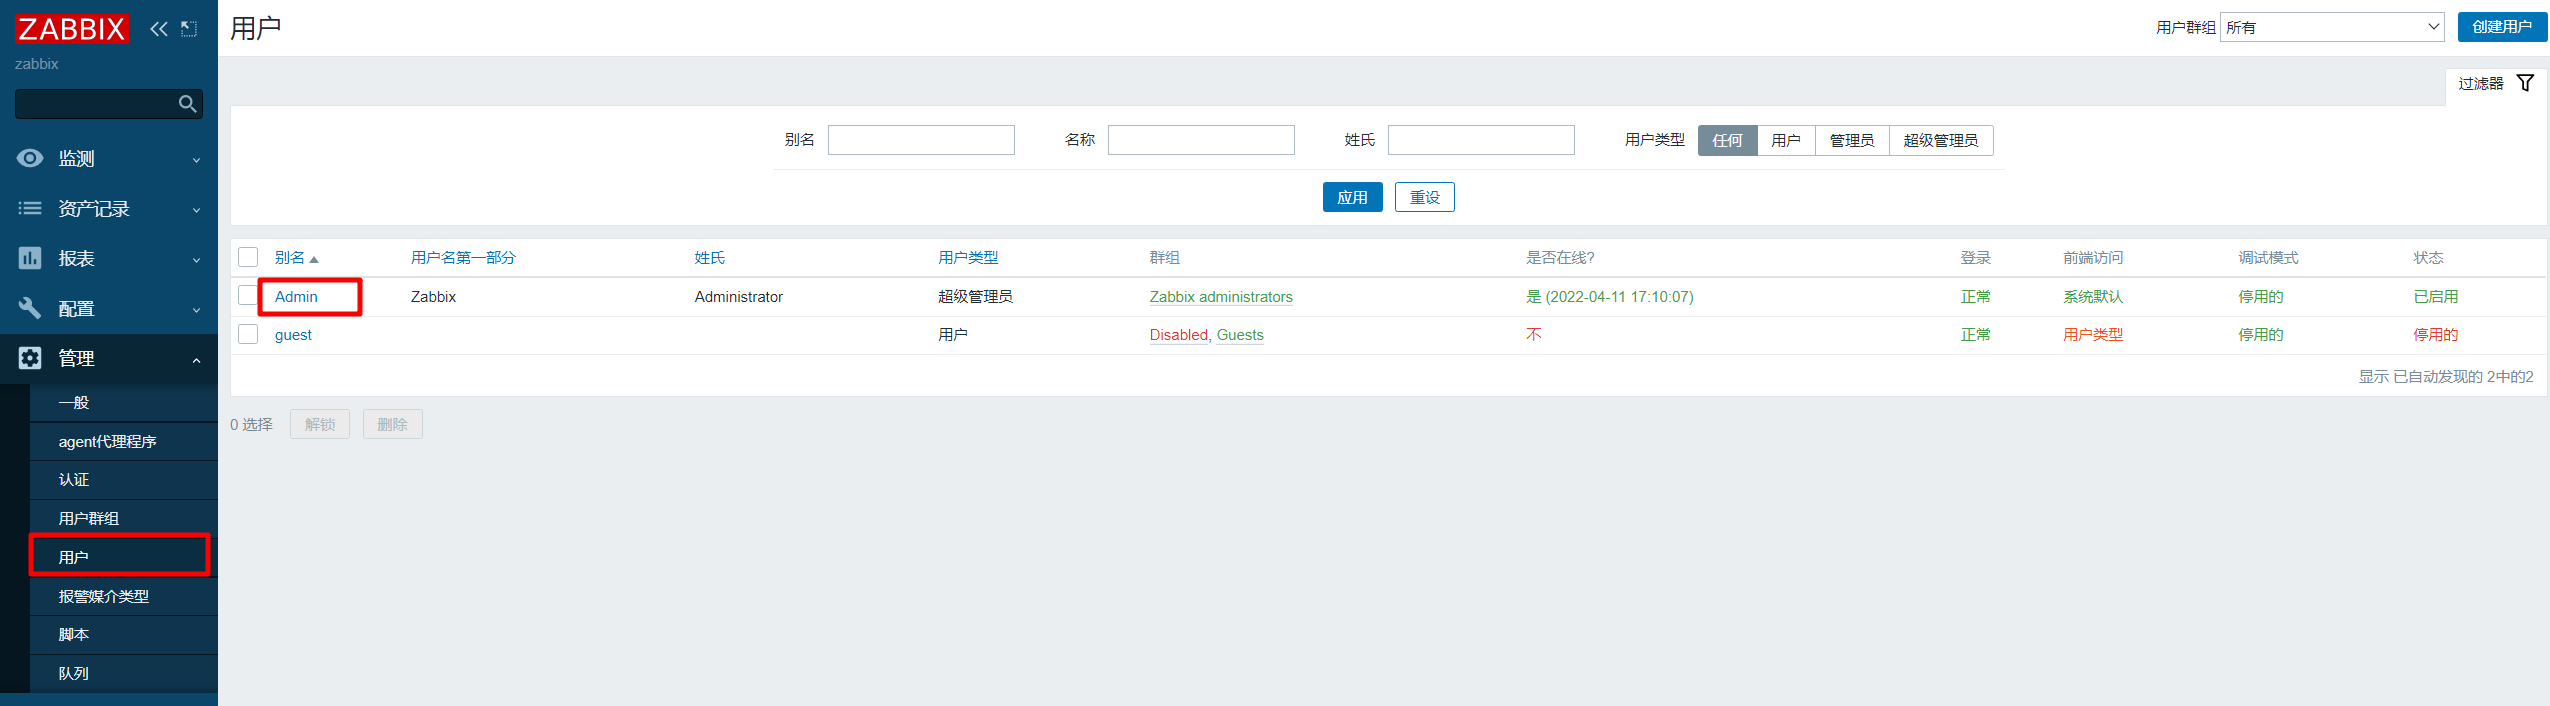 ZABBIX
zabbix
监测
资产记录
报表
配置
管理
一般
agent代理程序
认证
用户群组
用户
报警媒介类型
脚本
队列
用户
用户群组 所有 创建用户
过滤器
别名 名称 姓氏 用户类型 任何 用户 管理员 超级管理员
应用 重设
别名 用户名第一部分 姓氏 用户类型 群组 是否在线? 登录 前端访问 调试模式 状态
Admin Zabbix Administrator 超级管理员 Zabbix administrators 是 (2022-04-11 17:10:07) 正常 系统默认 停用的 已启用
guest 用户 Disabled, Guests 不 正常 用户类型 停用的 停用的
显示 已自动发现的 2中的2
0 选择 解锁 删除